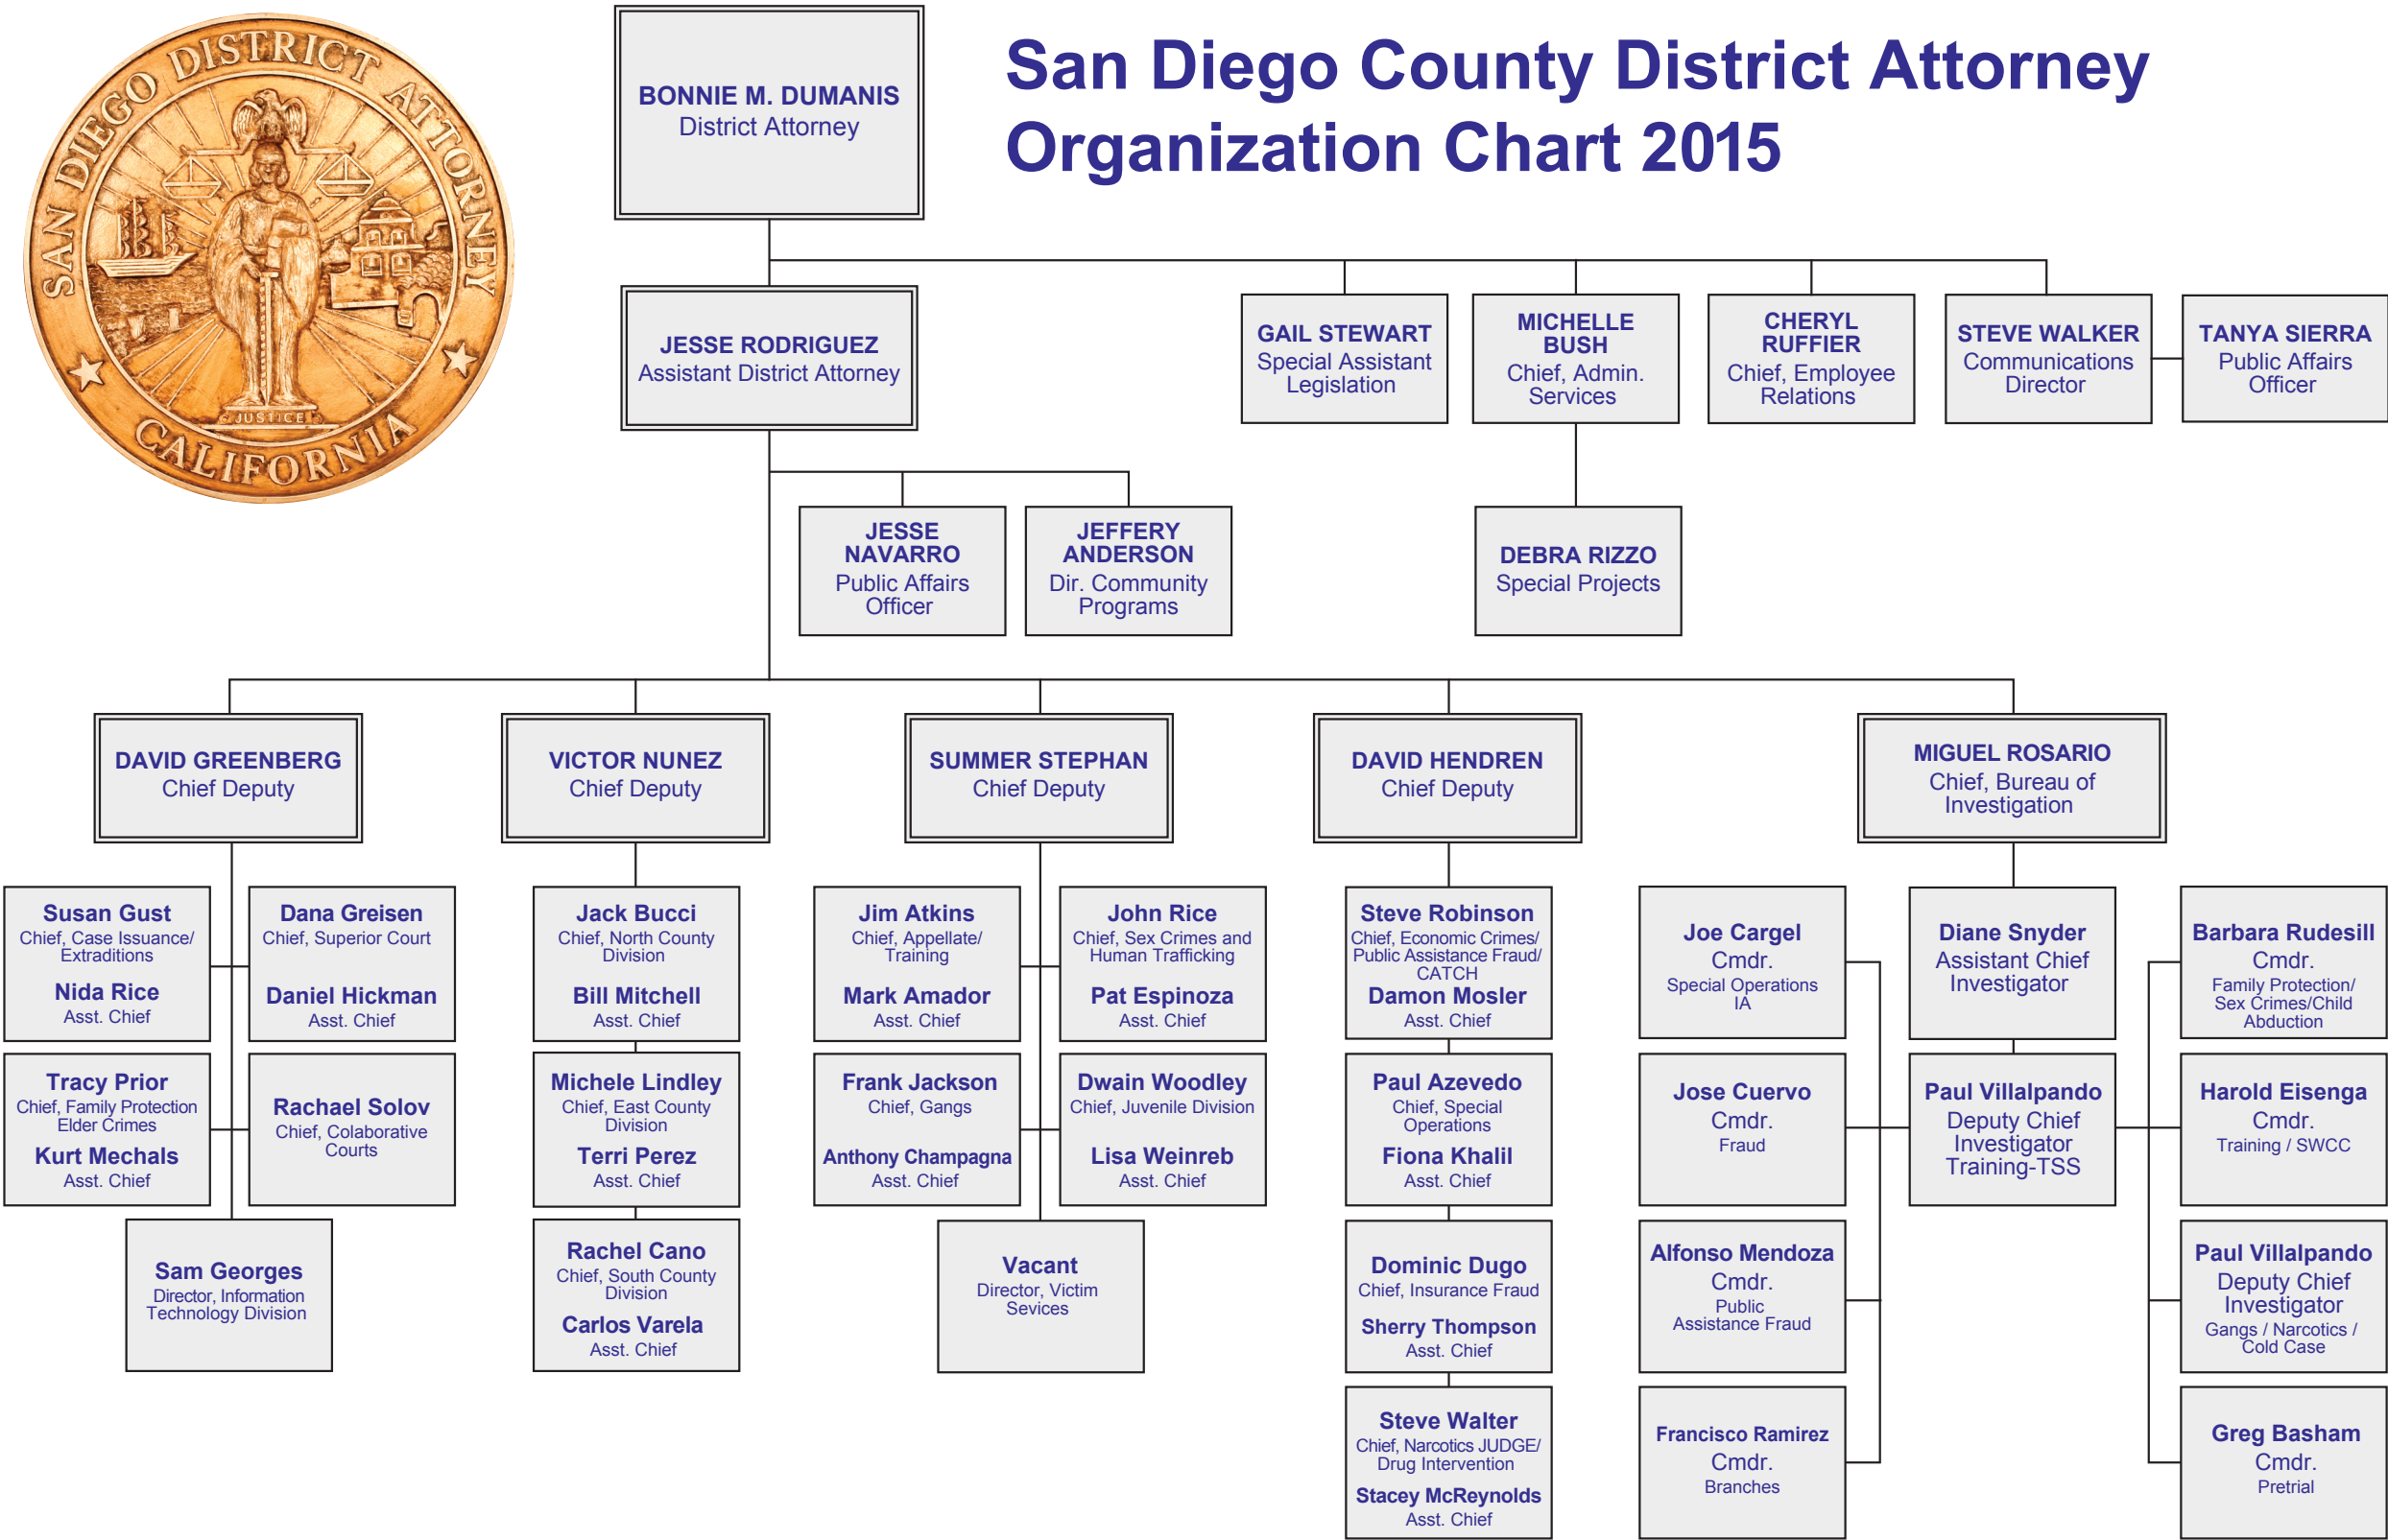 SAN DIEGO DISTRICT ATTORNEY
JUSTICE
CALIFORNIA
San Diego County District Attorney
Organization Chart 2015
BONNIE M. DUMANIS
District Attorney
JESSE RODRIGUEZ
Assistant District Attorney
GAIL STEWART
Special Assistant
Legislation
MICHELLE
BUSH
Chief, Admin.
Services
CHERYL
RUFFIER
Chief, Employee
Relations
STEVE WALKER
Communications
Director
TANYA SIERRA
Public Affairs
Officer
JESSE
NAVARRO
Public Affairs
Officer
JEFFERY
ANDERSON
Dir. Community
Programs
DEBRA RIZZO
Special Projects
DAVID GREENBERG
Chief Deputy
VICTOR NUNEZ
Chief Deputy
SUMMER STEPHAN
Chief Deputy
DAVID HENDREN
Chief Deputy
MIGUEL ROSARIO
Chief, Bureau of
Investigation
Susan Gust
Chief, Case Issuance/
Extraditions
Nida Rice
Asst. Chief
Dana Greisen
Chief, Superior Court
Daniel Hickman
Asst. Chief
Tracy Prior
Chief, Family Protection
Elder Crimes
Kurt Mechals
Asst. Chief
Rachael Solov
Chief, Colaborative
Courts
Sam Georges
Director, Information
Technology Division
Jack Bucci
Chief, North County
Division
Bill Mitchell
Asst. Chief
Michele Lindley
Chief, East County
Division
Terri Perez
Asst. Chief
Rachel Cano
Chief, South County
Division
Carlos Varela
Asst. Chief
Jim Atkins
Chief, Appellate/
Training
Mark Amador
Asst. Chief
John Rice
Chief, Sex Crimes and
Human Trafficking
Pat Espinoza
Asst. Chief
Frank Jackson
Chief, Gangs
Anthony Champagna
Asst. Chief
Dwain Woodley
Chief, Juvenile Division
Lisa Weinreb
Asst. Chief
Vacant
Director, Victim
Sevices
Steve Robinson
Chief, Economic Crimes/
Public Assistance Fraud/
CATCH
Damon Mosler
Asst. Chief
Paul Azevedo
Chief, Special
Operations
Fiona Khalil
Asst. Chief
Dominic Dugo
Chief, Insurance Fraud
Sherry Thompson
Asst. Chief
Steve Walter
Chief, Narcotics JUDGE/
Drug Intervention
Stacey McReynolds
Asst. Chief
Joe Cargel
Cmdr.
Special Operations
IA
Jose Cuervo
Cmdr.
Fraud
Alfonso Mendoza
Cmdr.
Public
Assistance Fraud
Francisco Ramirez
Cmdr.
Branches
Diane Snyder
Assistant Chief
Investigator
Paul Villalpando
Deputy Chief
Investigator
Training-TSS
Barbara Rudesill
Cmdr.
Family Protection/
Sex Crimes/Child
Abduction
Harold Eisenga
Cmdr.
Training / SWCC
Paul Villalpando
Deputy Chief
Investigator
Gangs / Narcotics /
Cold Case
Greg Basham
Cmdr.
Pretrial